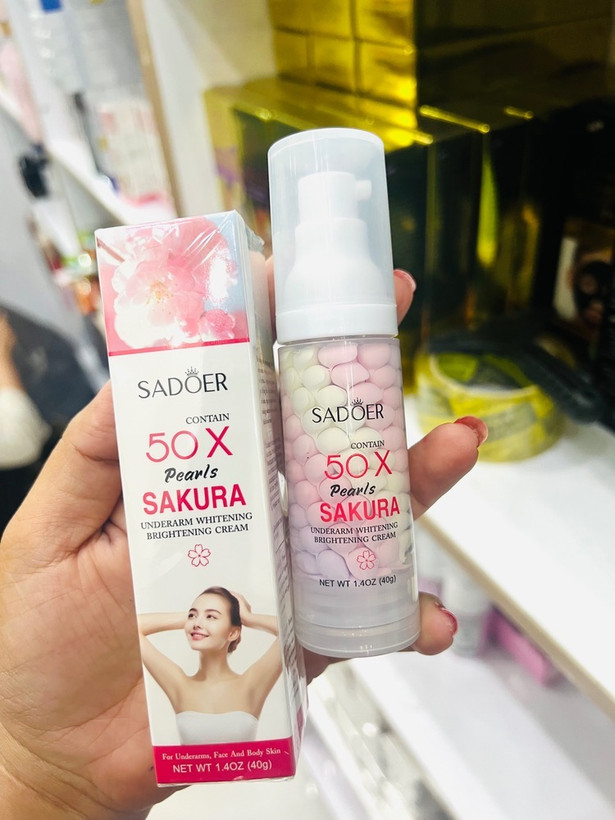 SADOER
CONTAIN
50 X
Pearls
SAKURA
UNDERARM WHITENING
BRIGHTENING CREAM
For Underarms, Face And Body Skin
NET WT 1.4OZ (40g)
SADOER
CONTAIN
50 X
Pearls
SAKURA
UNDERARM WHITENING
BRIGHTENING CREAM
NET WT 1.4OZ (40g)